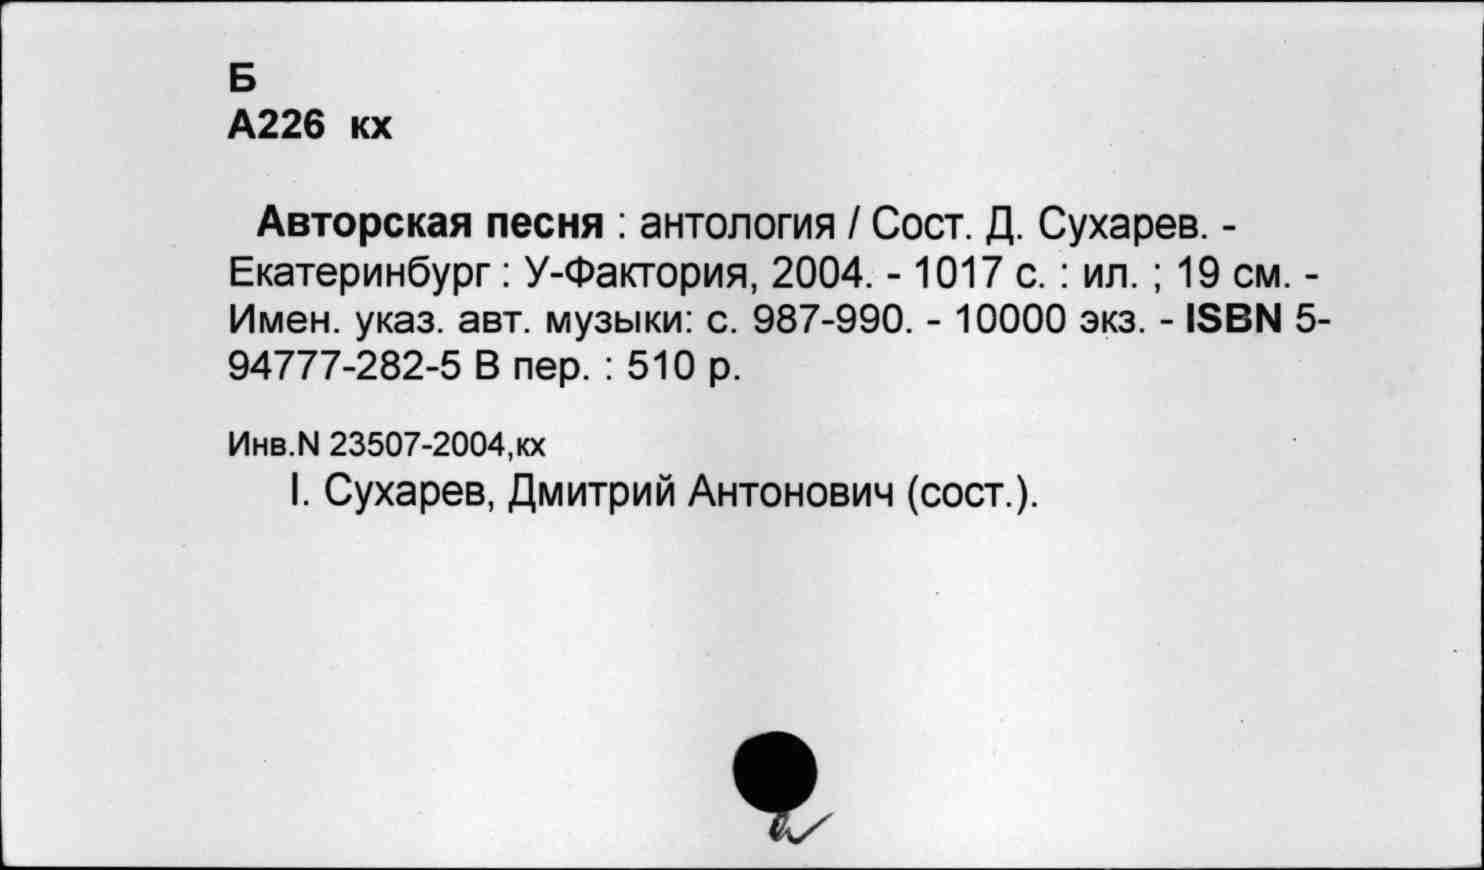 Б
А226 кх
Авторская песня : антология / Сост. Д. Сухарев. -
Екатеринбург : У-Фактория, 2004. - 1017 с. : ил. ; 19 см. -
Имен. указ. авт. музыки: с. 987-990. - 10000 экз. - ISBN 5-
94777-282-5 В пер. : 510 р.
Инв.N 23507-2004,кх
I. Сухарев, Дмитрий Антонович (сост.).